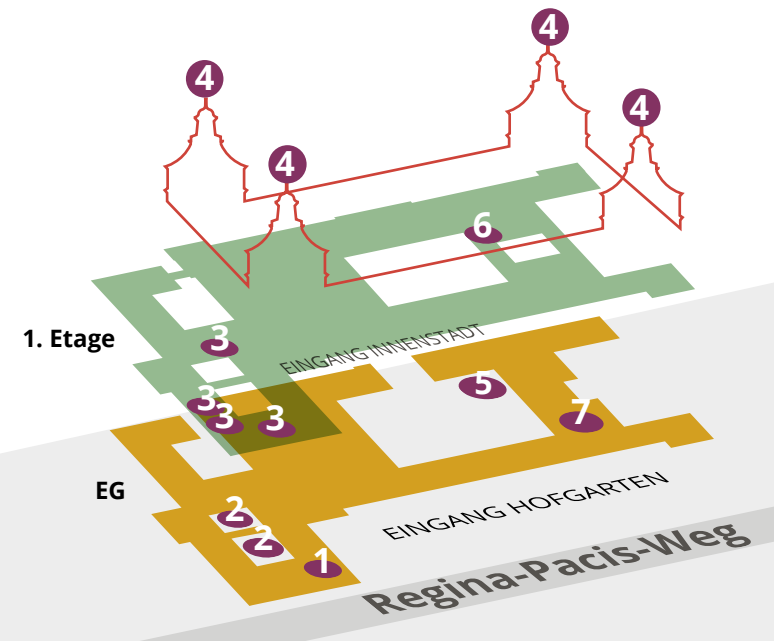 4
4
4
4
6
1. Etage
3
EINGANG INNENSTADT
3
3
3
5
7
EG
2
2
1
EINGANG HOFGARTEN
Regina-Pacis-Weg